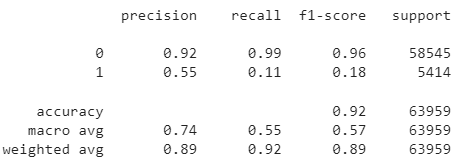 precision recall f1-score support
0 0.92 0.99 0.96 58545
1 0.55 0.11 0.18 5414
accuracy 0.92 63959
macro avg 0.74 0.55 0.57 63959
weighted avg 0.89 0.92 0.89 63959